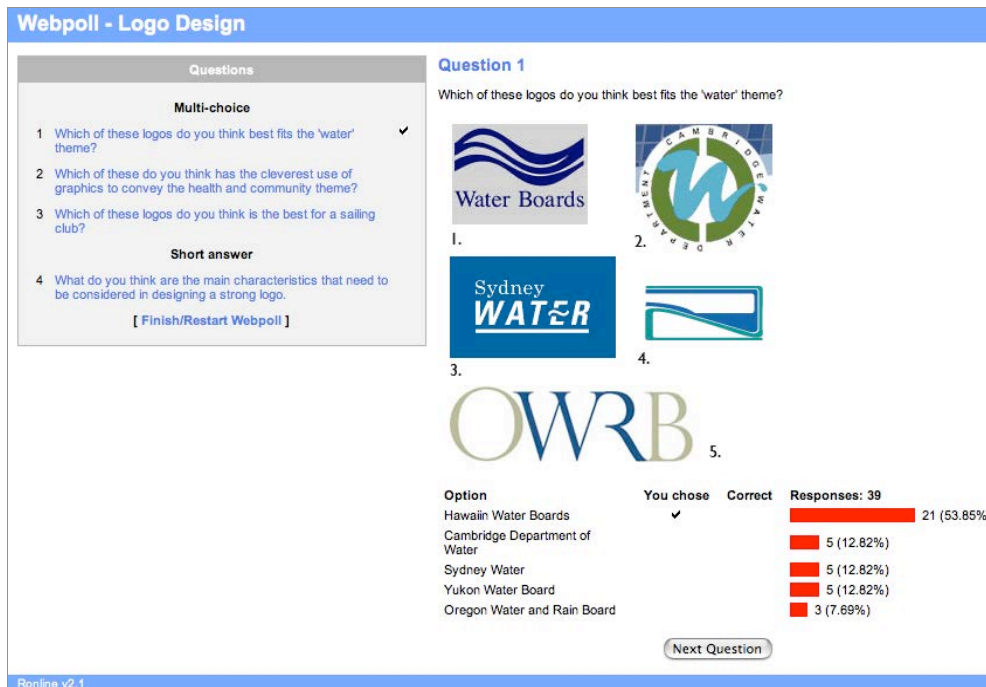 Webpoll - Logo Design
Questions
Multi-choice
1 Which of these logos do you think best fits the 'water'
theme?
2 Which of these do you think has the cleverest use of
graphics to convey the health and community theme?
3 Which of these logos do you think is the best for a sailing
club?
Short answer
4 What do you think are the main characteristics that need to
be considered in designing a strong logo.
[ Finish/Restart Webpoll ]
Question 1
Which of these logos do you think best fits the 'water' theme?
Water Boards
1.
CAMBRIDGE WATER DEPARTMENT
W
2.
Sydney
WATER
3.
4.
OWRB
5.
Option You chose Correct Responses: 39
Hawaiin Water Boards 21 (53.85%
Cambridge Department of
Water 5 (12.82%)
Sydney Water 5 (12.82%)
Yukon Water Board 5 (12.82%)
Oregon Water and Rain Board 3 (7.69%)
Next Question
Ronline v2.1